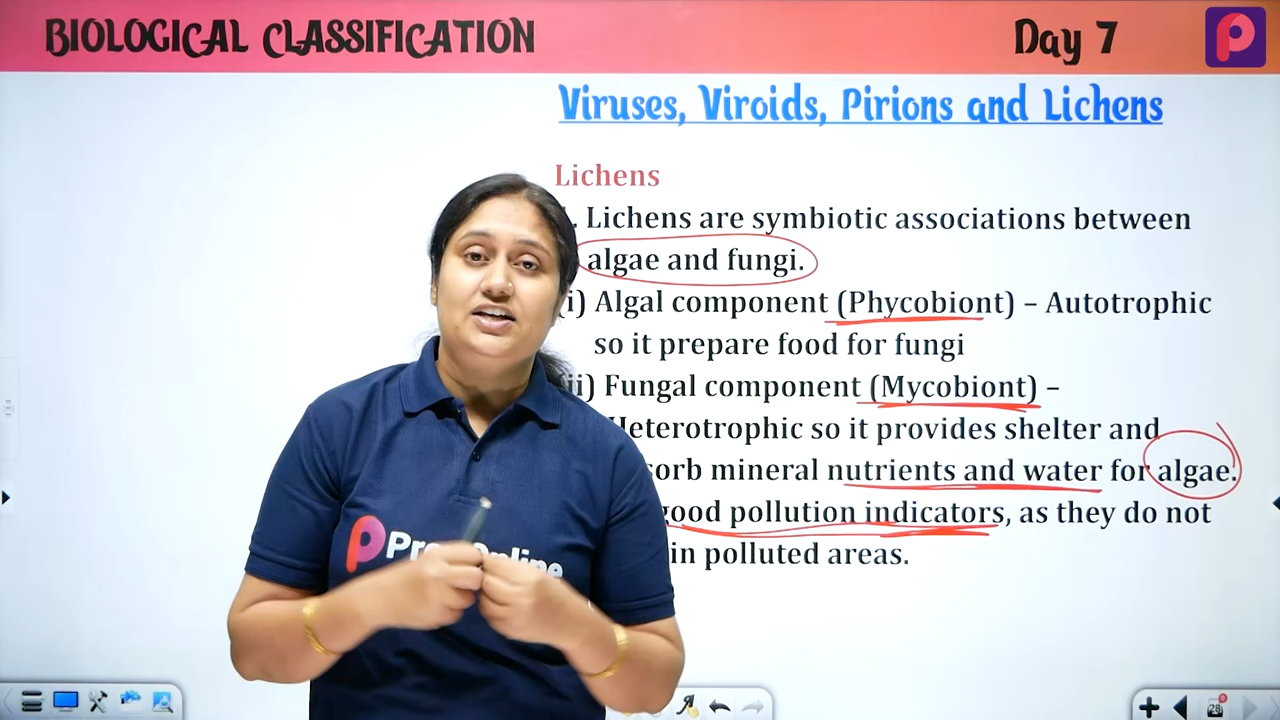 BIOLOGICAL CLASSIFICATION
Day 7
Viruses, Viroids, Pirions and Lichens
Lichens
. Lichens are symbiotic associations between
algae and fungi.
i) Algal component (Phycobiont) – Autotrophic
so it prepare food for fungi
ii) Fungal component (Mycobiont) –
Heterotrophic so it provides shelter and
sorb mineral nutrients and water for algae.
good pollution indicators, as they do not
in polluted areas.
Online
28